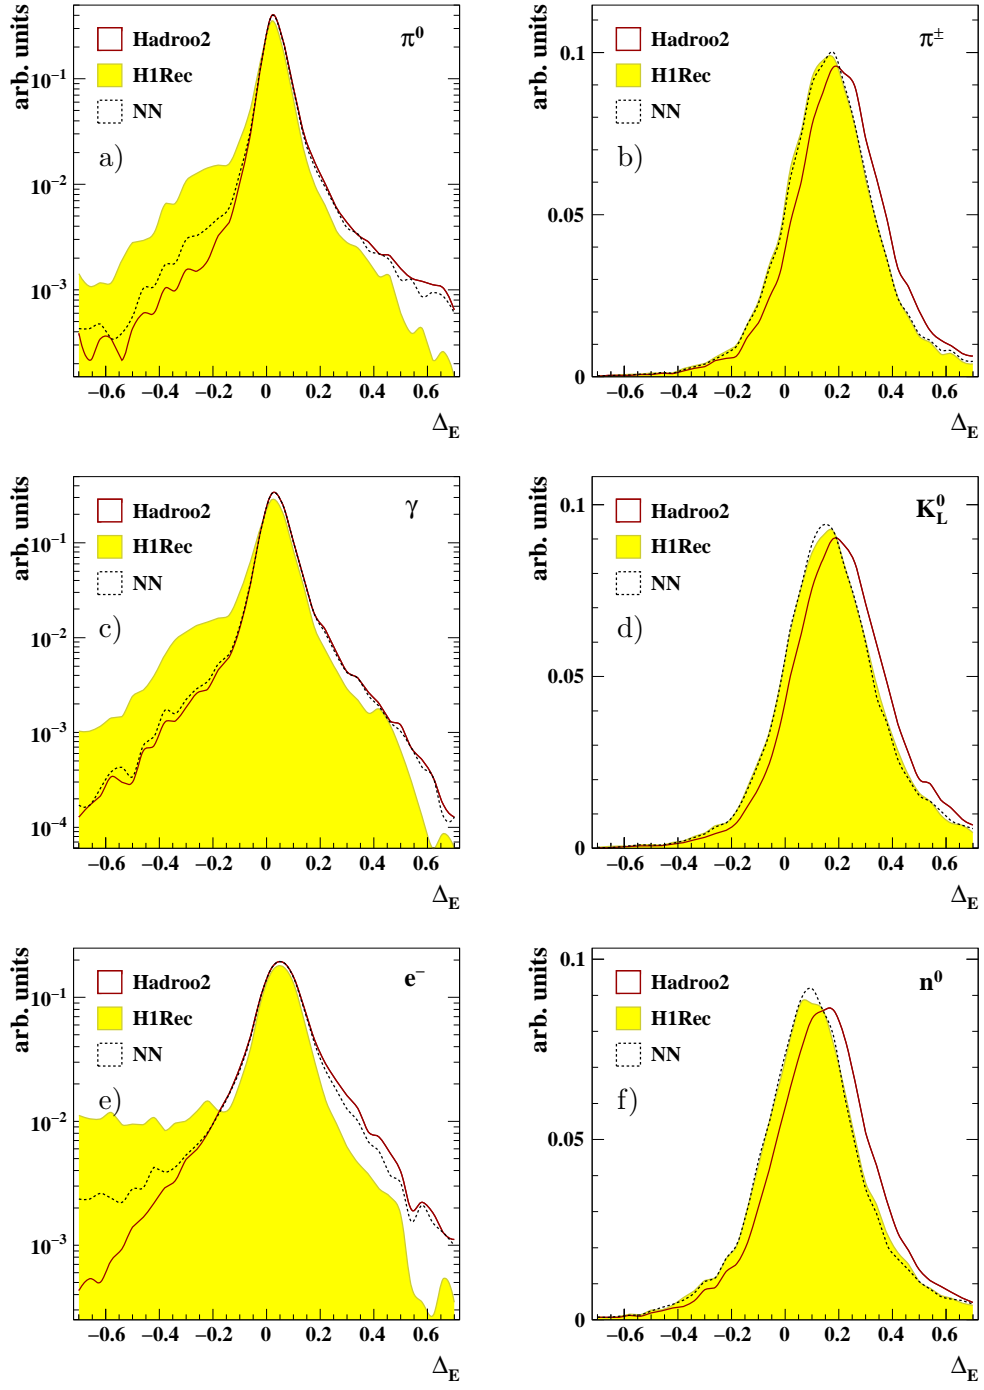 arb. units
Hadroo2
H1Rec
NN
π⁰
a)
10⁻¹
10⁻²
10⁻³
−0.6 −0.4 −0.2 0 0.2 0.4 0.6
Δ_E
arb. units
Hadroo2
H1Rec
NN
π±
b)
0.1
0.05
0
−0.6 −0.4 −0.2 0 0.2 0.4 0.6
Δ_E
arb. units
Hadroo2
H1Rec
NN
γ
c)
10⁻¹
10⁻²
10⁻³
10⁻⁴
−0.6 −0.4 −0.2 0 0.2 0.4 0.6
Δ_E
arb. units
Hadroo2
H1Rec
NN
K⁰_L
d)
0.1
0.05
0
−0.6 −0.4 −0.2 0 0.2 0.4 0.6
Δ_E
arb. units
Hadroo2
H1Rec
NN
e⁻
e)
10⁻¹
10⁻²
10⁻³
−0.6 −0.4 −0.2 0 0.2 0.4 0.6
Δ_E
arb. units
Hadroo2
H1Rec
NN
n⁰
f)
0.1
0.05
0
−0.6 −0.4 −0.2 0 0.2 0.4 0.6
Δ_E